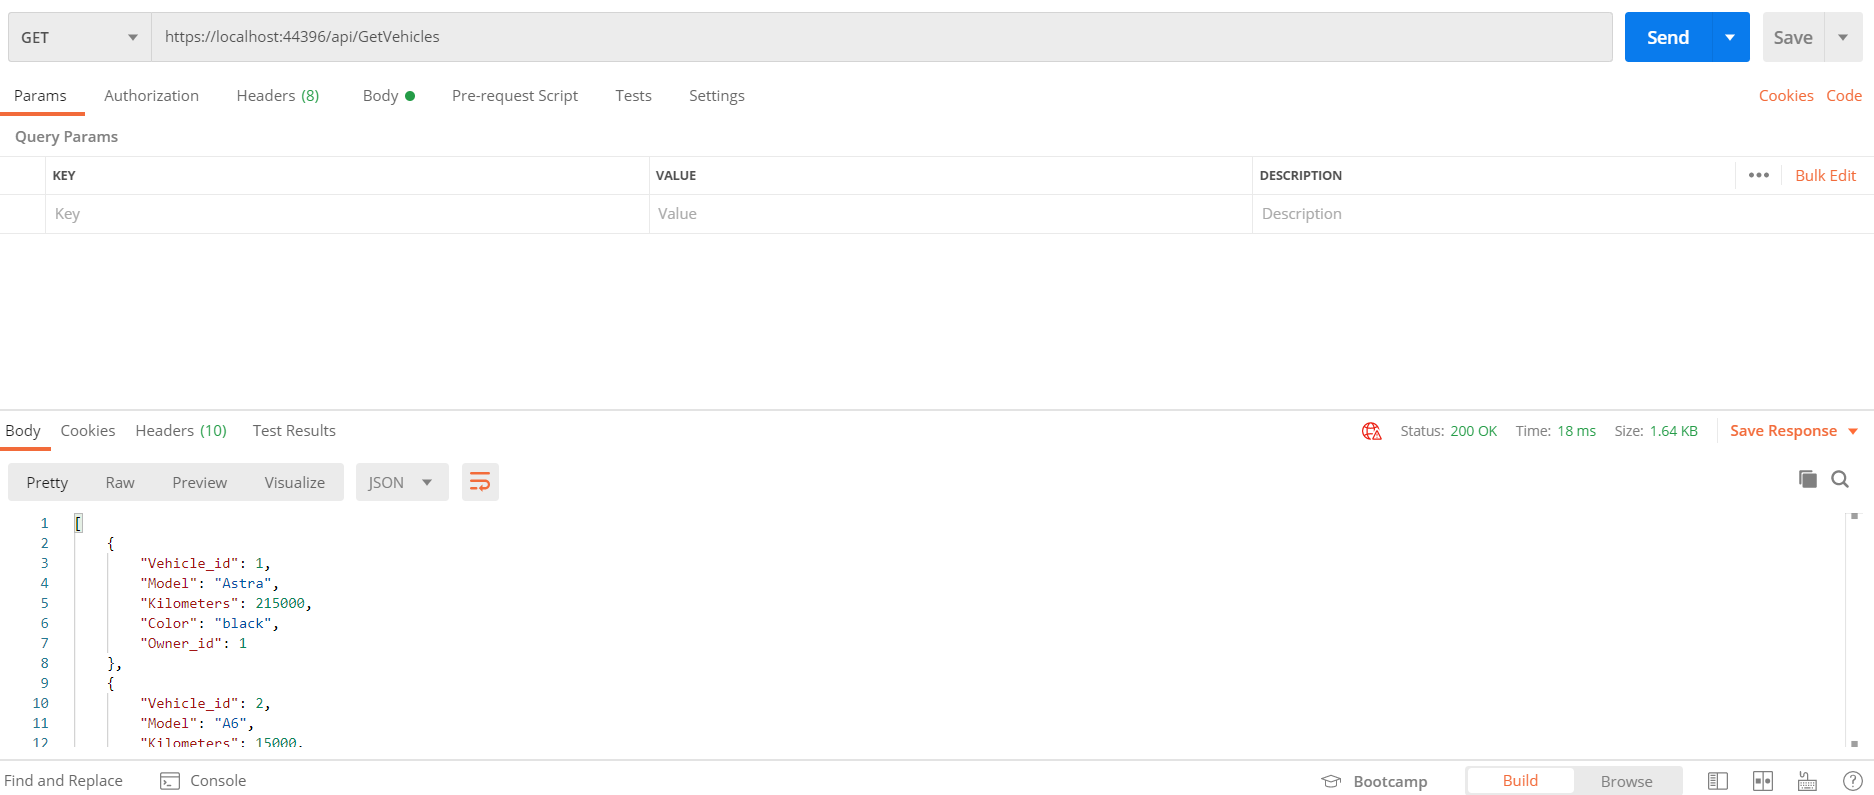 GET https://localhost:44396/api/GetVehicles Send Save
Params Authorization Headers (8) Body Pre-request Script Tests Settings Cookies Code
Query Params
KEY VALUE DESCRIPTION ••• Bulk Edit
Key Value Description
Body Cookies Headers (10) Test Results Status: 200 OK Time: 18 ms Size: 1.64 KB Save Response
Pretty Raw Preview Visualize JSON
1 [
2 {
3 "Vehicle_id": 1,
4 "Model": "Astra",
5 "Kilometers": 215000,
6 "Color": "black",
7 "Owner_id": 1
8 },
9 {
10 "Vehicle_id": 2,
11 "Model": "A6",
12 "Kilometers": 15000,
Find and Replace Console Bootcamp Build Browse